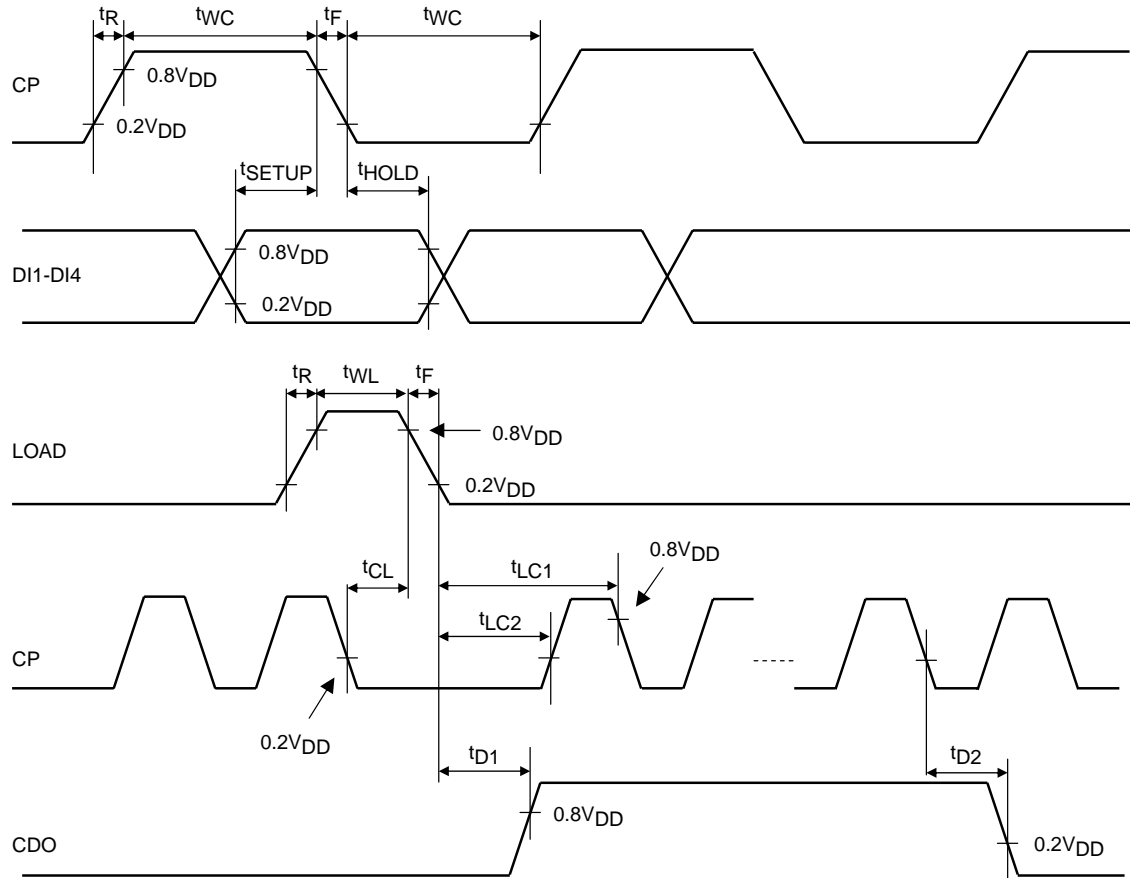 tR tWC tF tWC
CP
0.8VDD
0.2VDD
tSETUP tHOLD
DI1-DI4
0.8VDD
0.2VDD
tR tWL tF
LOAD
0.8VDD
0.2VDD
tCL tLC1 0.8VDD
tLC2
CP
0.2VDD
tD1 tD2
CDO
0.8VDD
0.2VDD